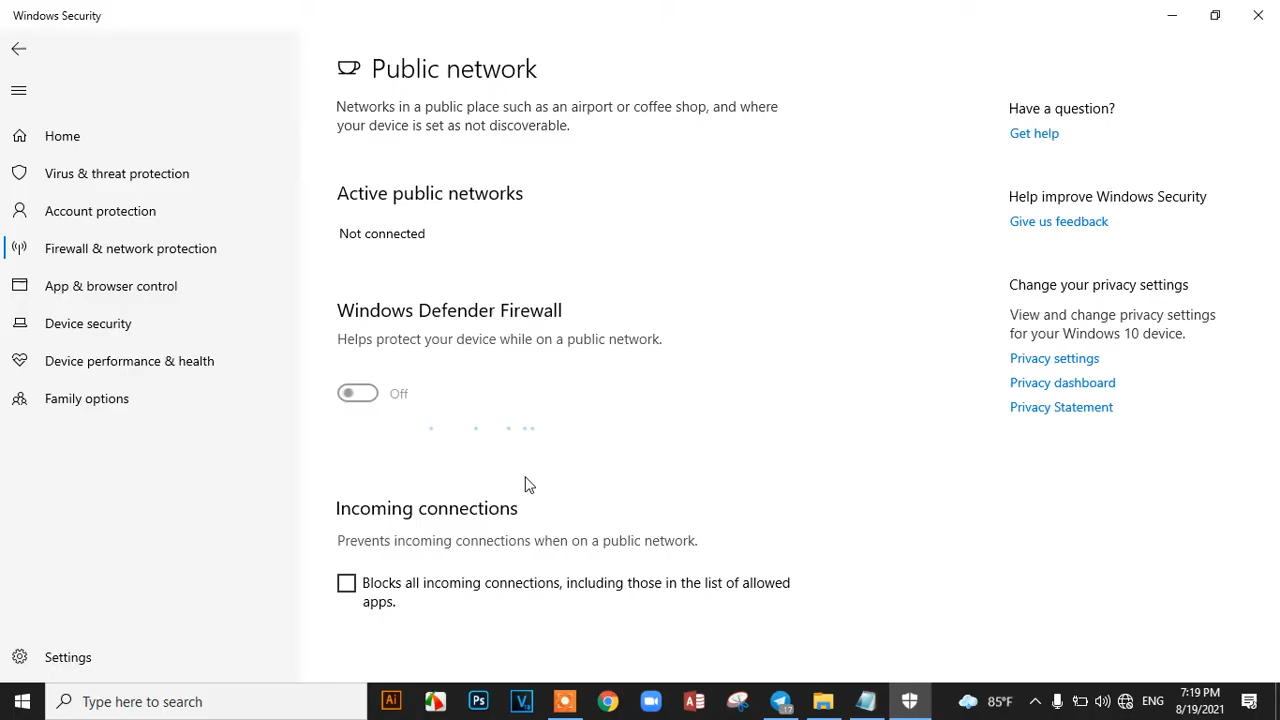 Windows Security
Public network
Networks in a public place such as an airport or coffee shop, and where
your device is set as not discoverable.
Active public networks
Not connected
Windows Defender Firewall
Helps protect your device while on a public network.
Off
Incoming connections
Prevents incoming connections when on a public network.
Blocks all incoming connections, including those in the list of allowed
apps.
Home
Virus & threat protection
Account protection
Firewall & network protection
App & browser control
Device security
Device performance & health
Family options
Settings
Have a question?
Get help
Help improve Windows Security
Give us feedback
Change your privacy settings
View and change privacy settings
for your Windows 10 device.
Privacy settings
Privacy dashboard
Privacy Statement
Type here to search
Ai
Ps
V
17
85°F
ENG
7:19 PM
8/19/2021